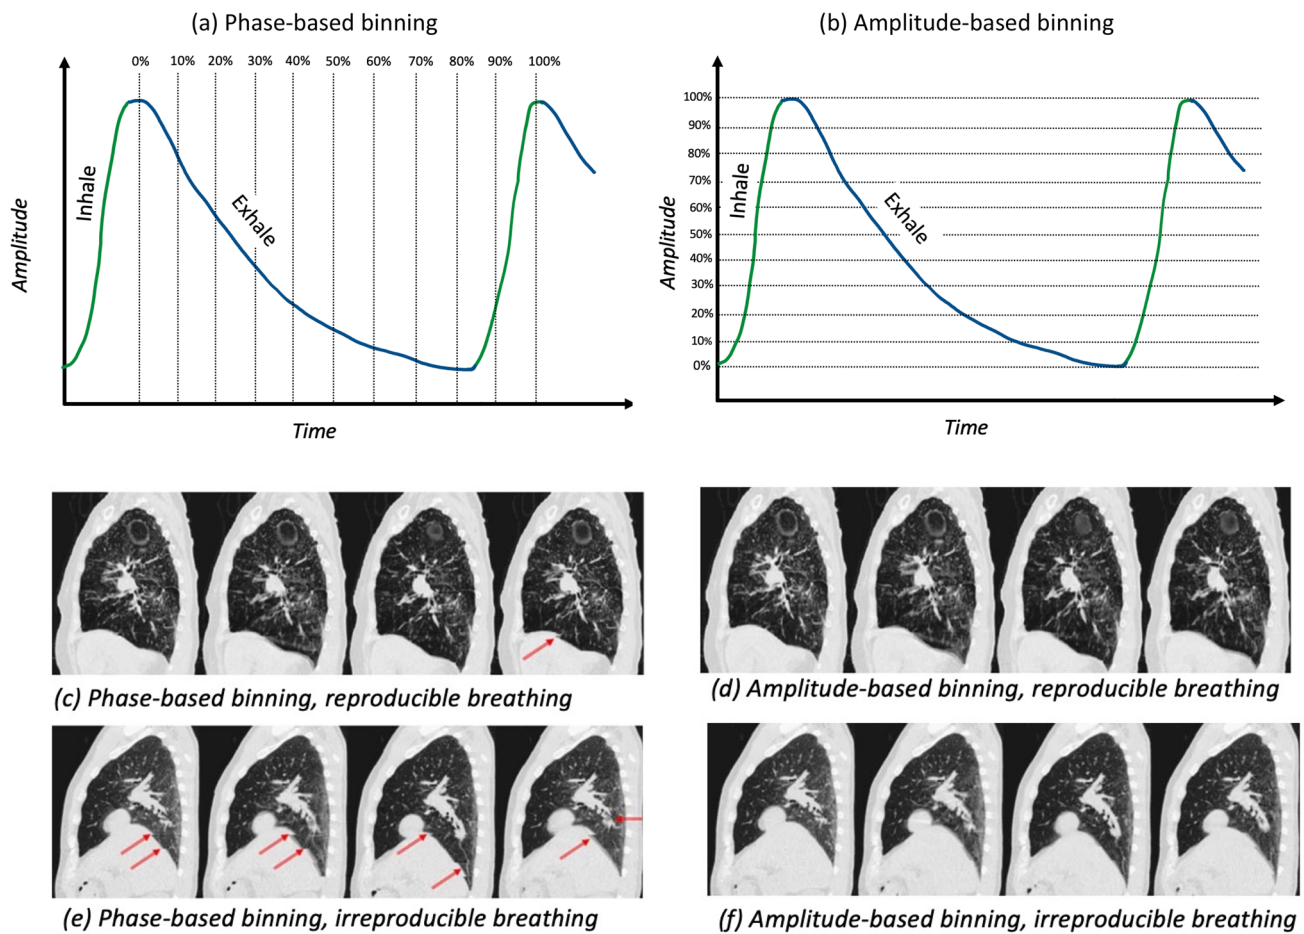 (a) Phase-based binning
(b) Amplitude-based binning
0% 10% 20% 30% 40% 50% 60% 70% 80% 90% 100%
Inhale
Exhale
Amplitude
Time
100%
90%
80%
70%
60%
50%
40%
30%
20%
10%
0%
Inhale
Exhale
Amplitude
Time
(c) Phase-based binning, reproducible breathing
(d) Amplitude-based binning, reproducible breathing
(e) Phase-based binning, irreproducible breathing
(f) Amplitude-based binning, irreproducible breathing